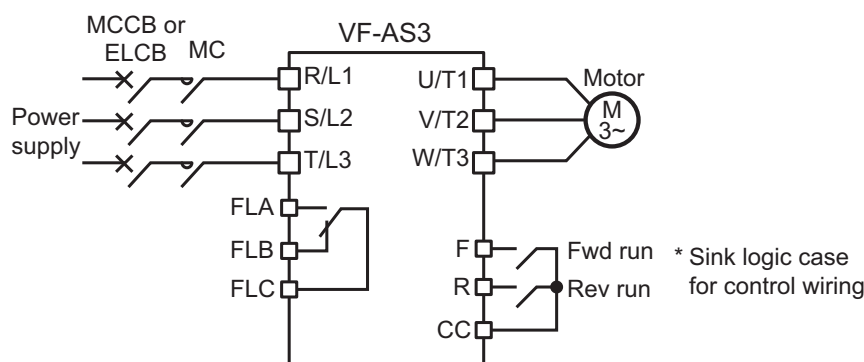 MCCB or
ELCB
MC
VF-AS3
R/L1
U/T1
Motor
Power
supply
S/L2
V/T2
M
3~
T/L3
W/T3
FLA
FLB
FLC
F
Fwd run
R
Rev run
CC
* Sink logic case
for control wiring